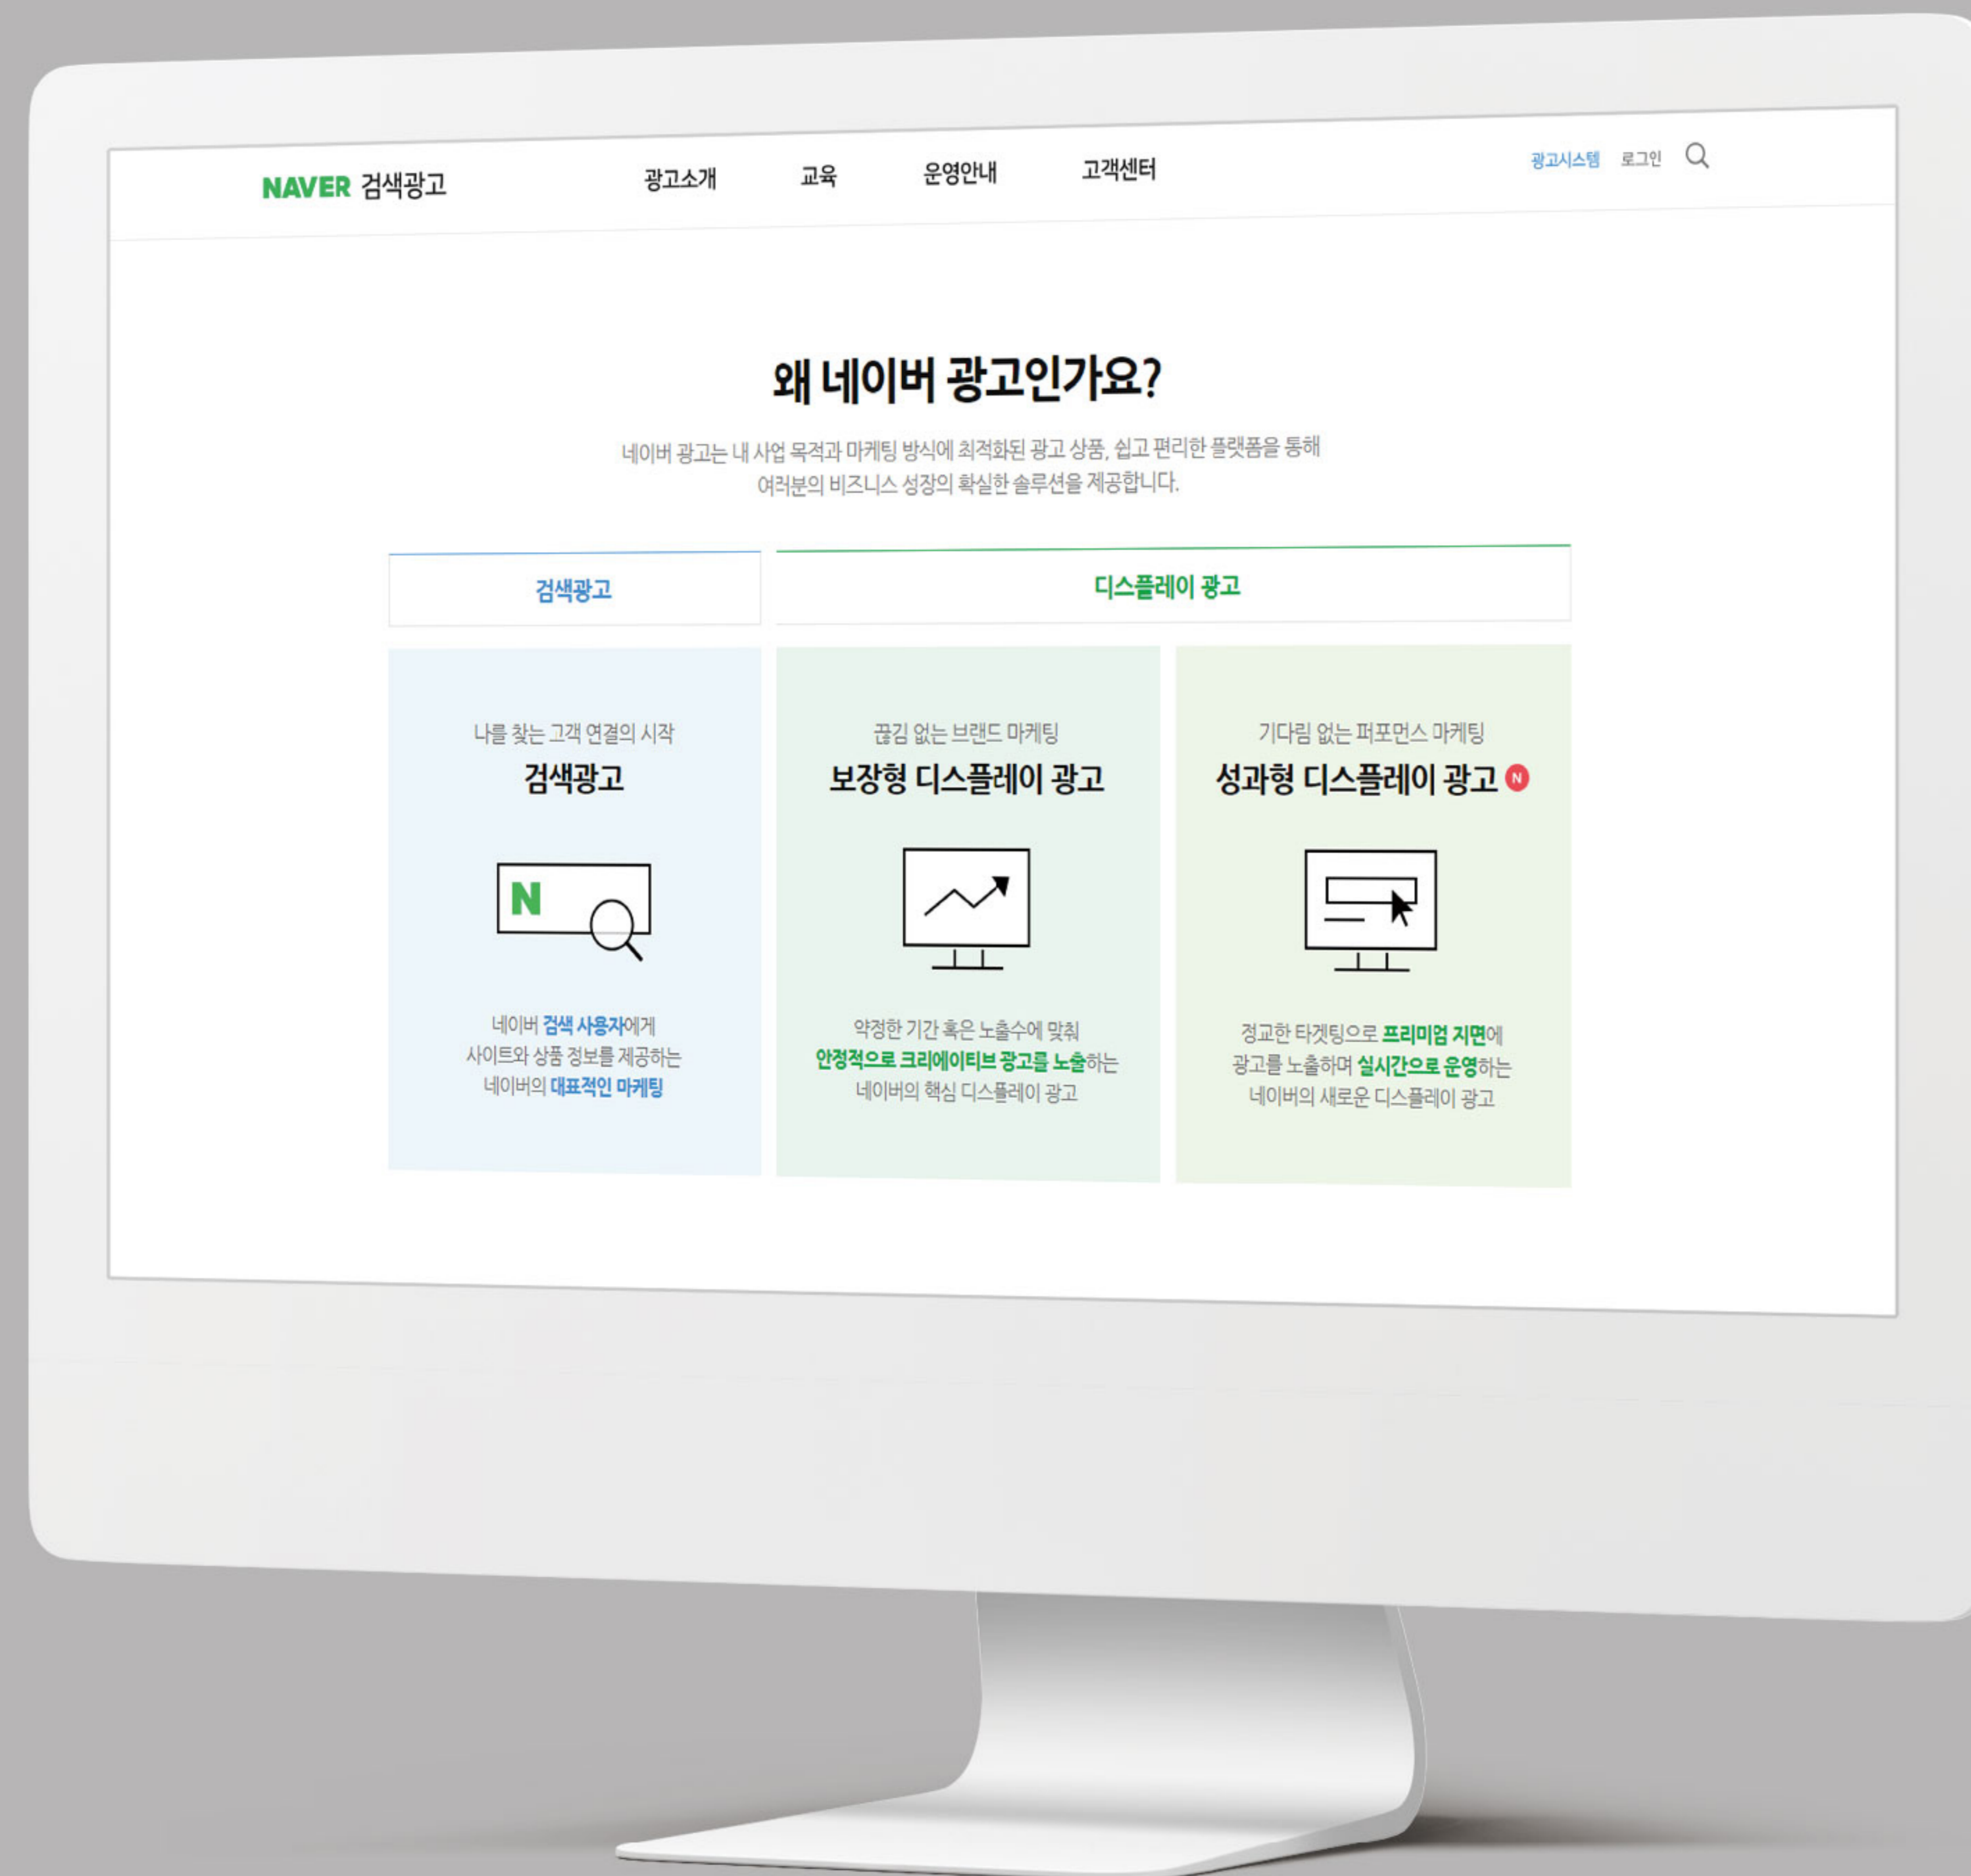 NAVER 검색광고 광고소개 교육 운영안내 고객센터 광고시스템 로그인
왜 네이버 광고인가요?
네이버 광고는 내 사업 목적과 마케팅 방식에 최적화된 광고 상품, 쉽고 편리한 플랫폼을 통해
여러분의 비즈니스 성장의 확실한 솔루션을 제공합니다.
검색광고
디스플레이 광고
나를 찾는 고객 연결의 시작
검색광고
N
네이버 검색 사용자에게
사이트와 상품 정보를 제공하는
네이버의 대표적인 마케팅
끊김 없는 브랜드 마케팅
보장형 디스플레이 광고
약정한 기간 혹은 노출수에 맞춰
안정적으로 크리에이티브 광고를 노출하는
네이버의 핵심 디스플레이 광고
기다림 없는 퍼포먼스 마케팅
성과형 디스플레이 광고 N
정교한 타겟팅으로 프리미엄 지면에
광고를 노출하며 실시간으로 운영하는
네이버의 새로운 디스플레이 광고